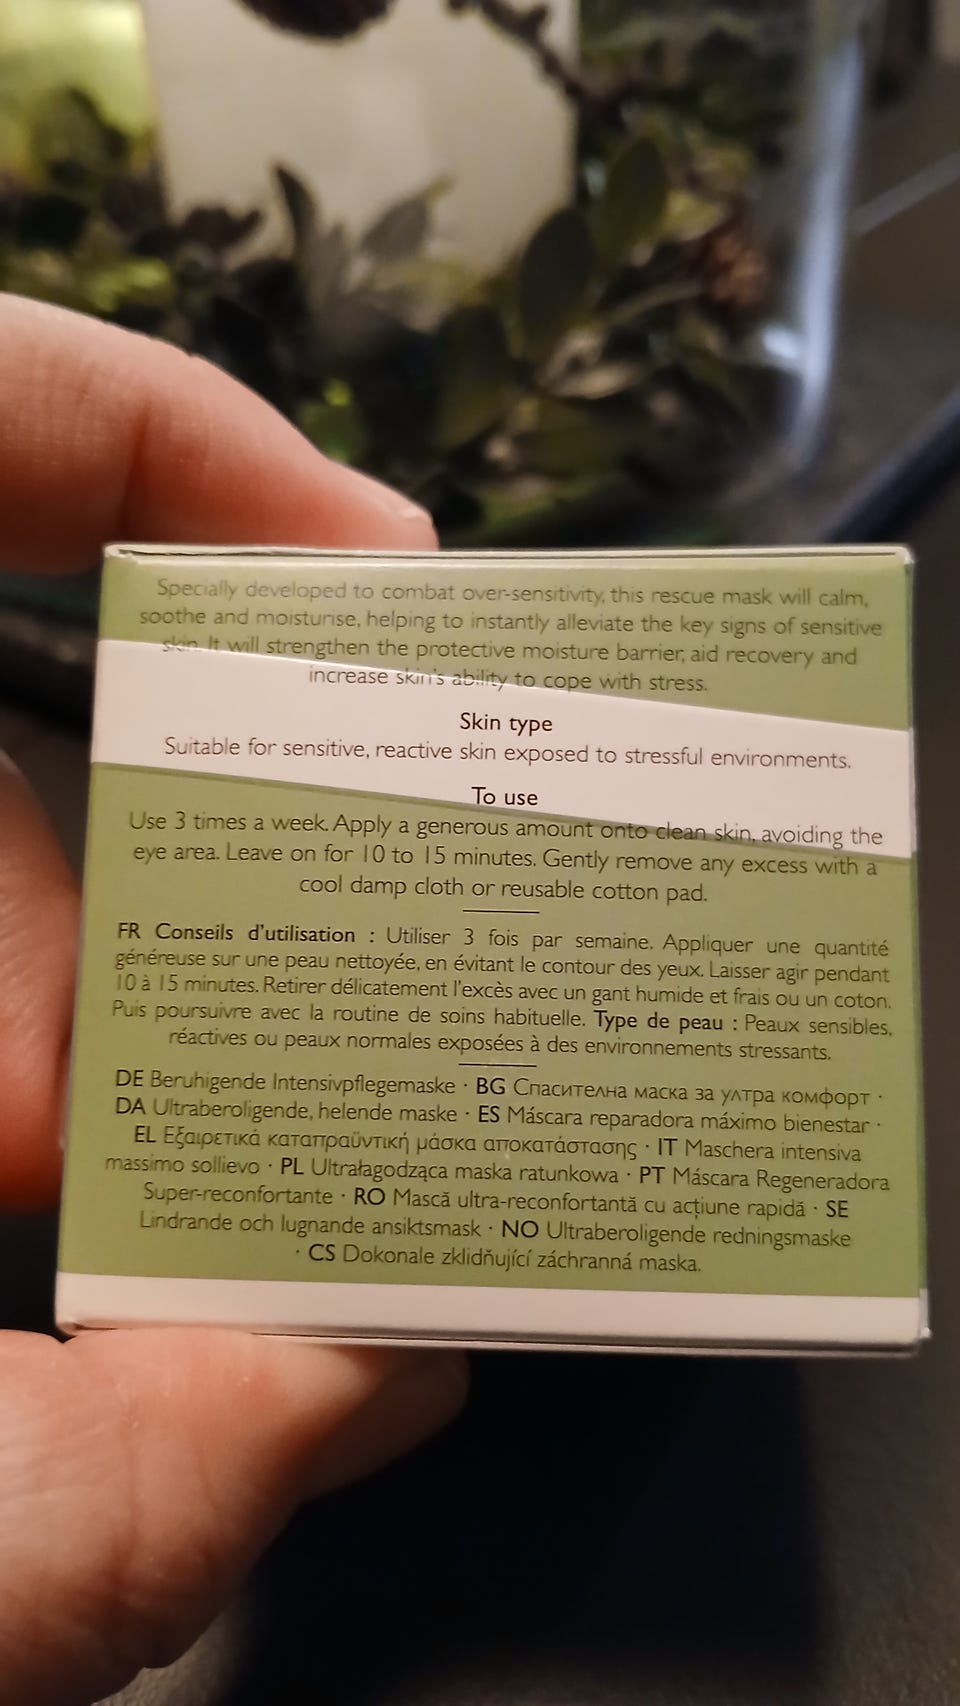 Specially developed to combat over-sensitivity, this rescue mask will calm,
soothe and moisturise, helping to instantly alleviate the key signs of sensitive
skin. It will strengthen the protective moisture barrier, aid recovery and
increase skin's ability to cope with stress.
Skin type
Suitable for sensitive, reactive skin exposed to stressful environments.
To use
Use 3 times a week. Apply a generous amount onto clean skin, avoiding the
eye area. Leave on for 10 to 15 minutes. Gently remove any excess with a
cool damp cloth or reusable cotton pad.
FR Conseils d'utilisation : Utiliser 3 fois par semaine. Appliquer une quantité
généreuse sur une peau nettoyée, en évitant le contour des yeux. Laisser agir pendant
10 à 15 minutes. Retirer délicatement l'excès avec un gant humide et frais ou un coton.
Puis poursuivre avec la routine de soins habituelle. Type de peau : Peaux sensibles,
réactives ou peaux normales exposées à des environnements stressants.
DE Beruhigende Intensivpflegemaske · BG Спасителна маска за ултра комфорт ·
DA Ultraberoligende, helende maske · ES Máscara reparadora máximo bienestar ·
EL Εξαιρετικά καταπραϋντική μάσκα αποκατάστασης · IT Maschera intensiva
massimo sollievo · PL Ultrałagodząca maska ratunkowa · PT Máscara Regeneradora
Super-reconfortante · RO Mască ultra-reconfortantă cu acțiune rapidă · SE
Lindrande och lugnande ansiktsmask · NO Ultraberoligende redningsmaske
· CS Dokonale zklidňující záchranná maska.